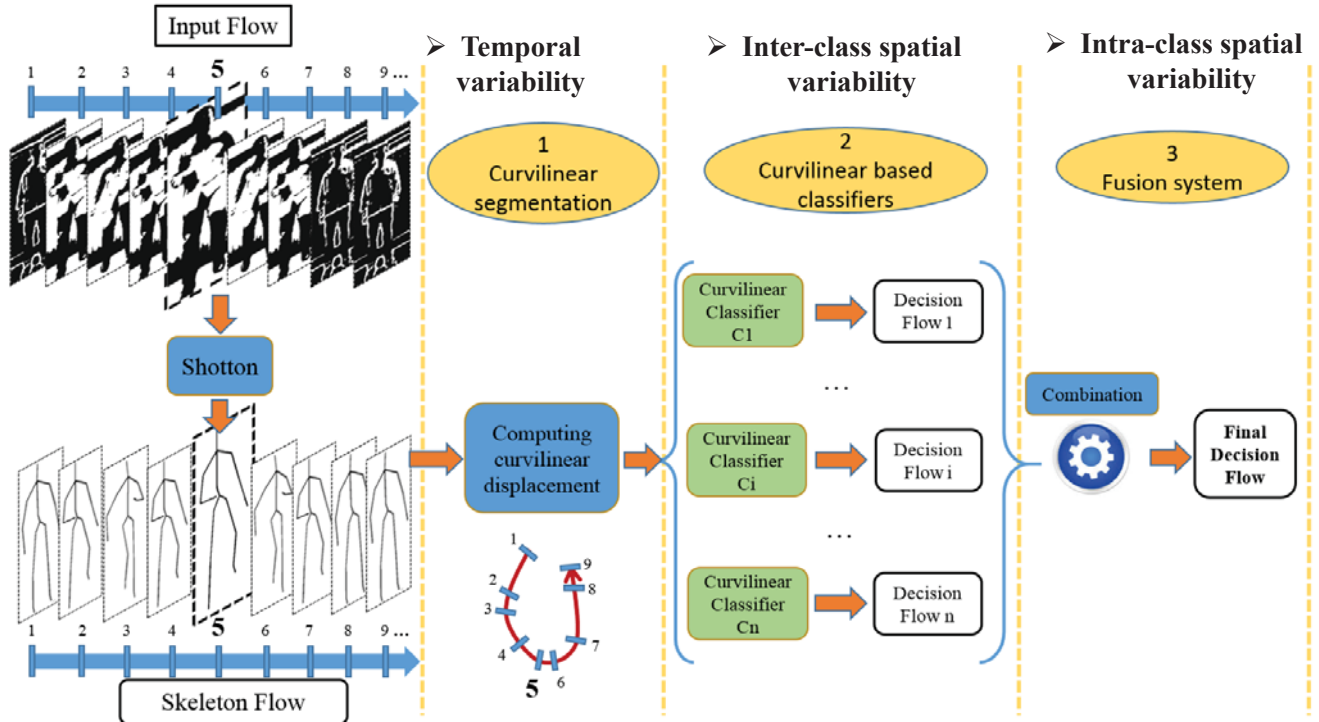 Input Flow
1 2 3 4 5 6 7 8 9 ...
Shotton
1 2 3 4 5 6 7 8 9 ...
Skeleton Flow
➢ Temporal
variability
1
Curvilinear
segmentation
Computing
curvilinear
displacement
1
2
3
4
5
6
7
8
9
➢ Inter-class spatial
variability
2
Curvilinear based
classifiers
Curvilinear
Classifier
C1
Decision
Flow 1
...
Curvilinear
Classifier
Ci
Decision
Flow i
...
Curvilinear
Classifier
Cn
Decision
Flow n
➢ Intra-class spatial
variability
3
Fusion system
Combination
Final
Decision
Flow